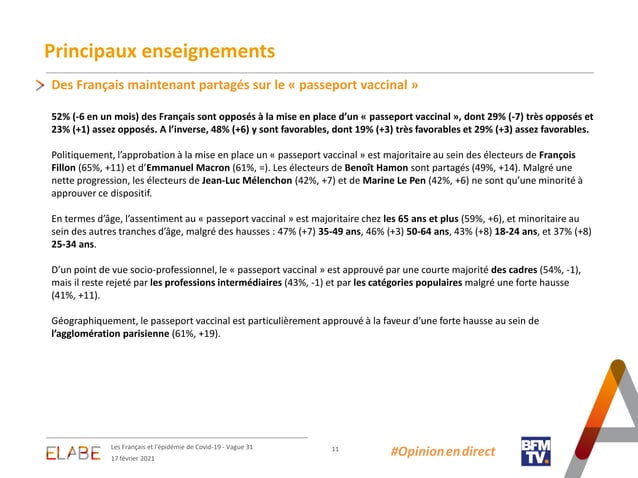 Principaux enseignements
Des Français maintenant partagés sur le « passeport vaccinal »
52% (-6 en un mois) des Français sont opposés à la mise en place d’un « passeport vaccinal », dont 29% (-7) très opposés et
23% (+1) assez opposés. A l’inverse, 48% (+6) y sont favorables, dont 19% (+3) très favorables et 29% (+3) assez favorables.
Politiquement, l’approbation à la mise en place un « passeport vaccinal » est majoritaire au sein des électeurs de François
Fillon (65%, +11) et d’Emmanuel Macron (61%, =). Les électeurs de Benoît Hamon sont partagés (49%, +14). Malgré une
nette progression, les électeurs de Jean-Luc Mélenchon (42%, +7) et de Marine Le Pen (42%, +6) ne sont qu’une minorité à
approuver ce dispositif.
En termes d’âge, l’assentiment au « passeport vaccinal » est majoritaire chez les 65 ans et plus (59%, +6), et minoritaire au
sein des autres tranches d’âge, malgré des hausses : 47% (+7) 35-49 ans, 46% (+3) 50-64 ans, 43% (+8) 18-24 ans, et 37% (+8)
25-34 ans.
D’un point de vue socio-professionnel, le « passeport vaccinal » est approuvé par une courte majorité des cadres (54%, -1),
mais il reste rejeté par les professions intermédiaires (43%, -1) et par les catégories populaires malgré une forte hausse
(41%, +11).
Géographiquement, le passeport vaccinal est particulièrement approuvé à la faveur d’une forte hausse au sein de
l’agglomération parisienne (61%, +19).
ELABE
Les Français et l'épidémie de Covid-19 - Vague 31
17 février 2021
11
#Opinionendirect
BFM
TV.